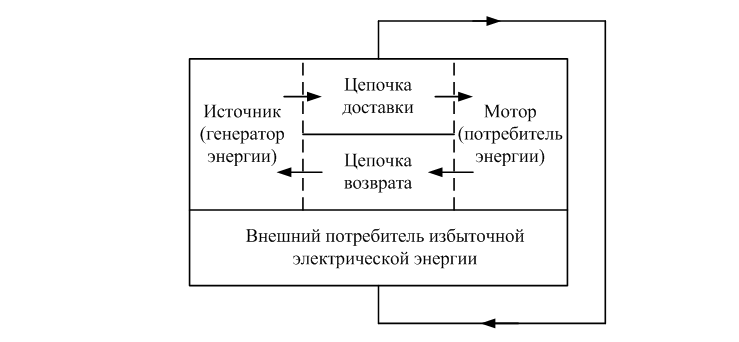 Источник
(генератор
энергии)
Цепочка
доставки
Цепочка
возврата
Мотор
(потребитель
энергии)
Внешний потребитель избыточной
электрической энергии